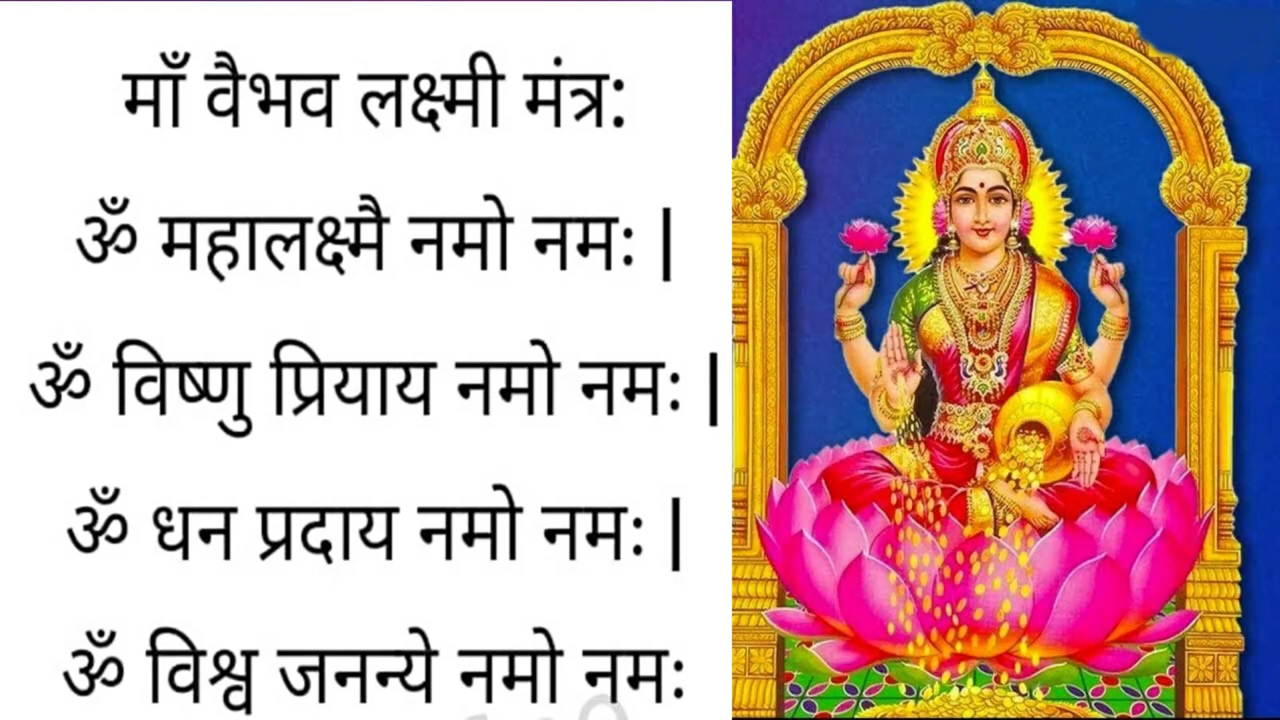 माँ वैभव लक्ष्मी मंत्र:
ॐ महालक्ष्मै नमो नमः |
ॐ विष्णु प्रियाय नमो नमः |
ॐ धन प्रदाय नमो नमः |
ॐ विश्व जनन्ये नमो नमः